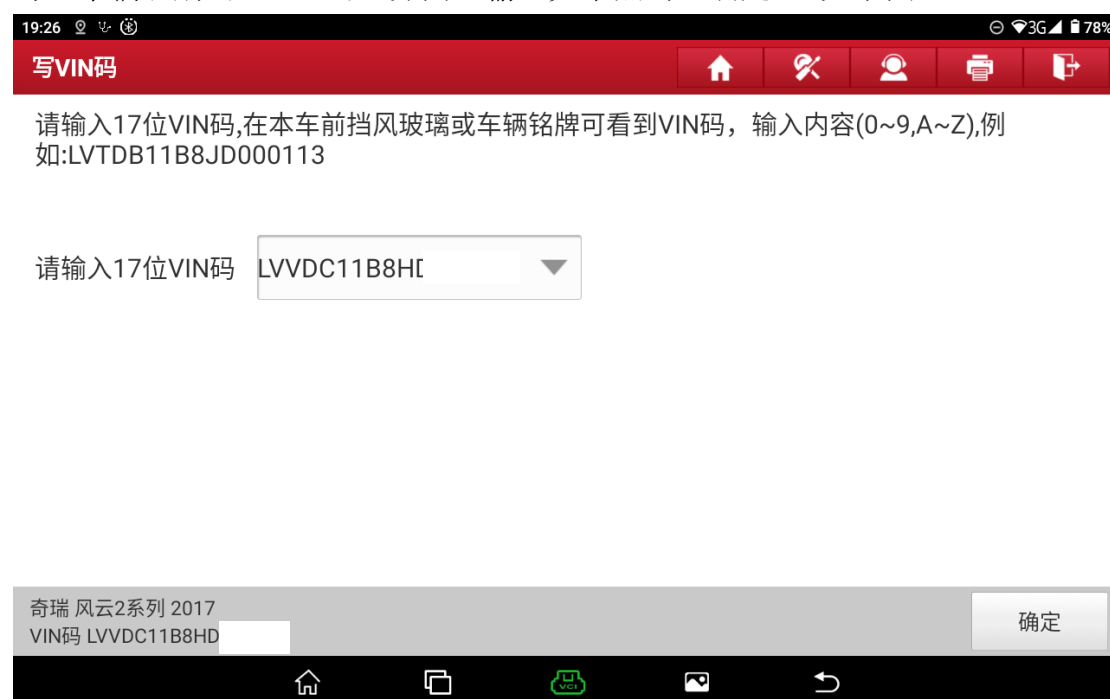 19:26
3G 78%
写VIN码
请输入17位VIN码,在本车前挡风玻璃或车辆铭牌可看到VIN码，输入内容(0~9,A~Z),例
如:LVTDB11B8JD000113
请输入17位VIN码 LVVDC11B8H
奇瑞 风云2系列 2017
VIN码 LVVDC11B8HD
确定
VCI